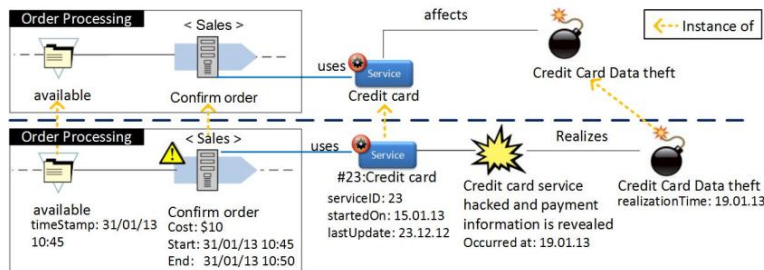 Order Processing
< Sales >
affects
Instance of
uses
Service
available
Confirm order
Credit card
Credit Card Data theft
Order Processing
< Sales >
uses
Service
Realizes
#23:Credit card
available
timeStamp: 31/01/13
10:45
Confirm order
Cost: $10
Start: 31/01/13 10:45
End: 31/01/13 10:50
serviceID: 23
startedOn: 15.01.13
lastUpdate: 23.12.12
Credit card service
hacked and payment
information is revealed
Occurred at: 19.01.13
Credit Card Data theft
realizationTime: 19.01.13